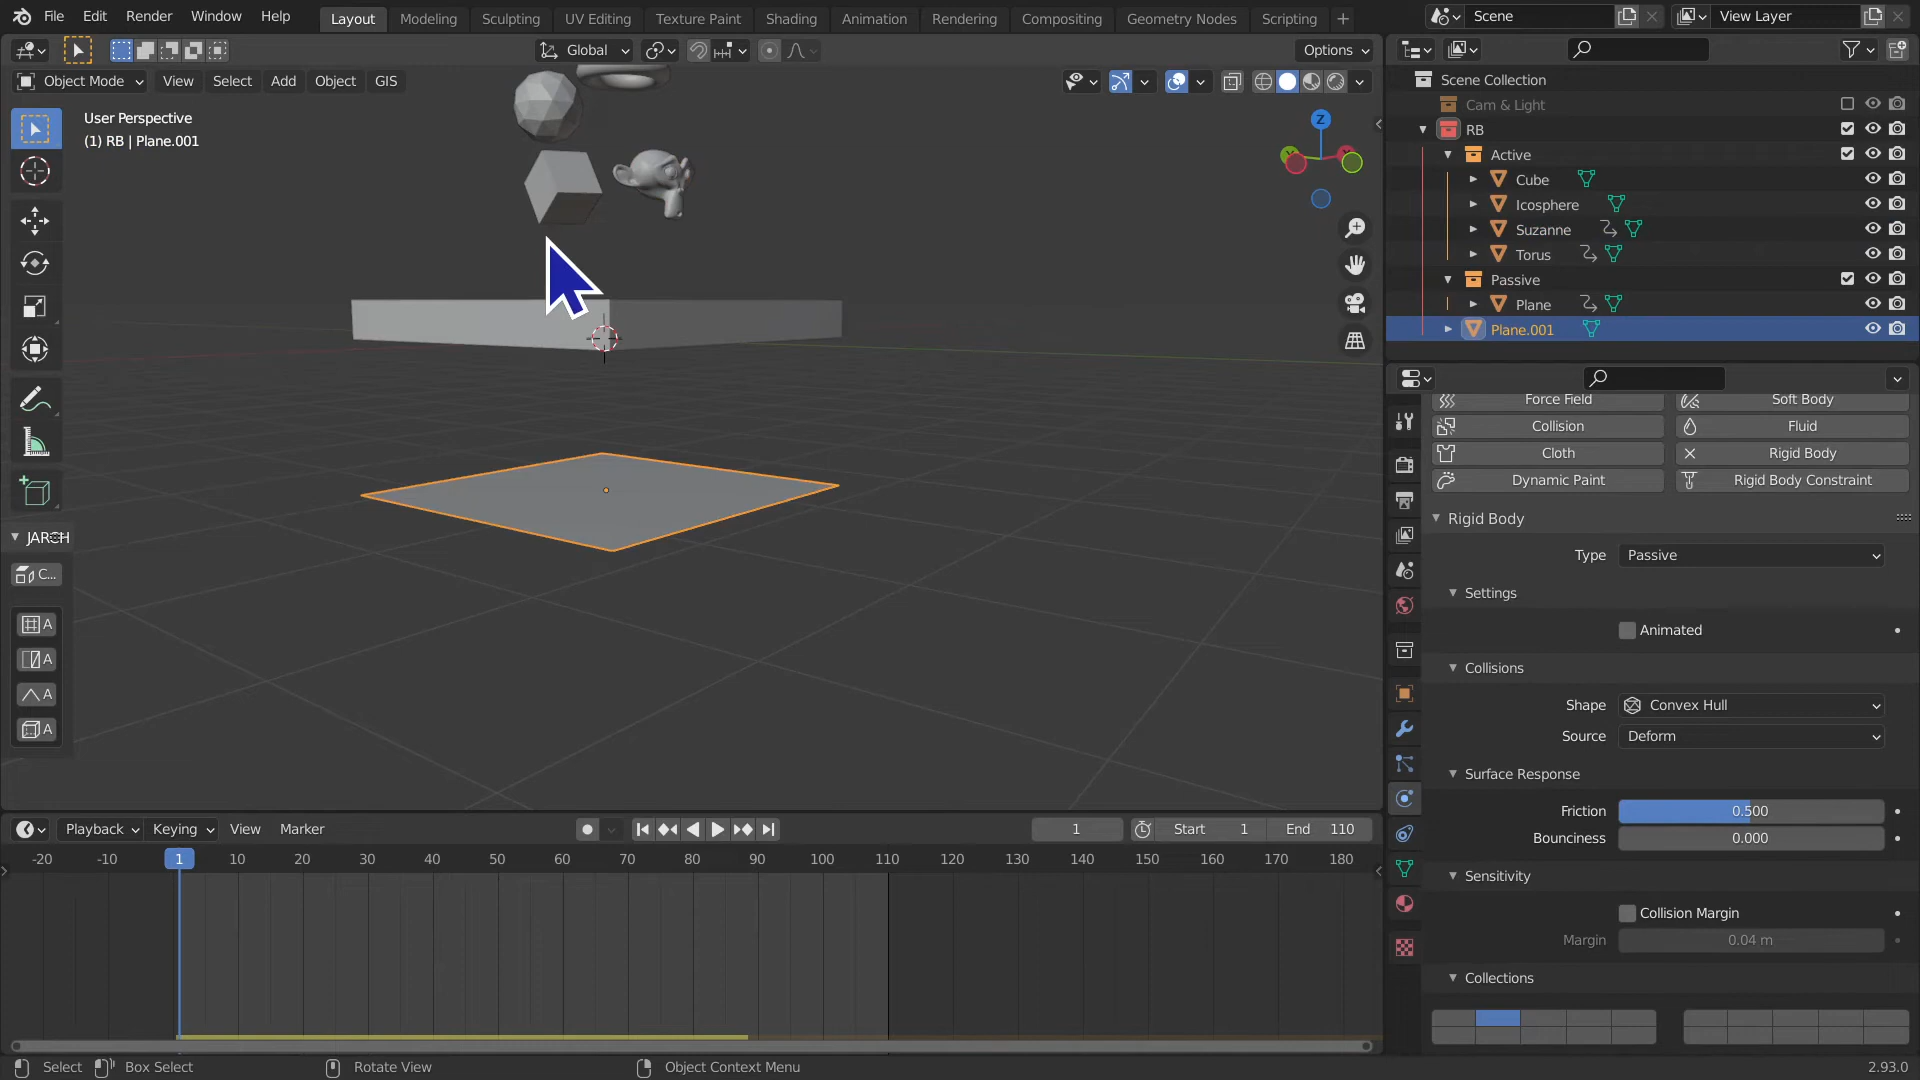 File Edit Render Window Help Layout Modeling Sculpting UV Editing Texture Paint Shading Animation Rendering Compositing Geometry Nodes Scripting + Scene View Layer
Global Options
Object Mode View Select Add Object GIS
User Perspective
(1) RB | Plane.001
Z
Scene Collection
Cam & Light
RB
Active
Cube
Icosphere
Suzanne
Torus
Passive
Plane
Plane.001
Force Field Soft Body
Collision Fluid
Cloth Rigid Body
Dynamic Paint Rigid Body Constraint
Rigid Body
Type Passive
Settings
Animated
Collisions
Shape Convex Hull
Source Deform
Surface Response
Friction 0.500
Bounciness 0.000
Sensitivity
Collision Margin
Margin 0.04 m
Collections
C...
A
A
A
A
Playback Keying View Marker 1 Start 1 End 110
-20 -10 1 10 20 30 40 50 60 70 80 90 100 110 120 130 140 150 160 170 180
Select Box Select Rotate View Object Context Menu 2.93.0